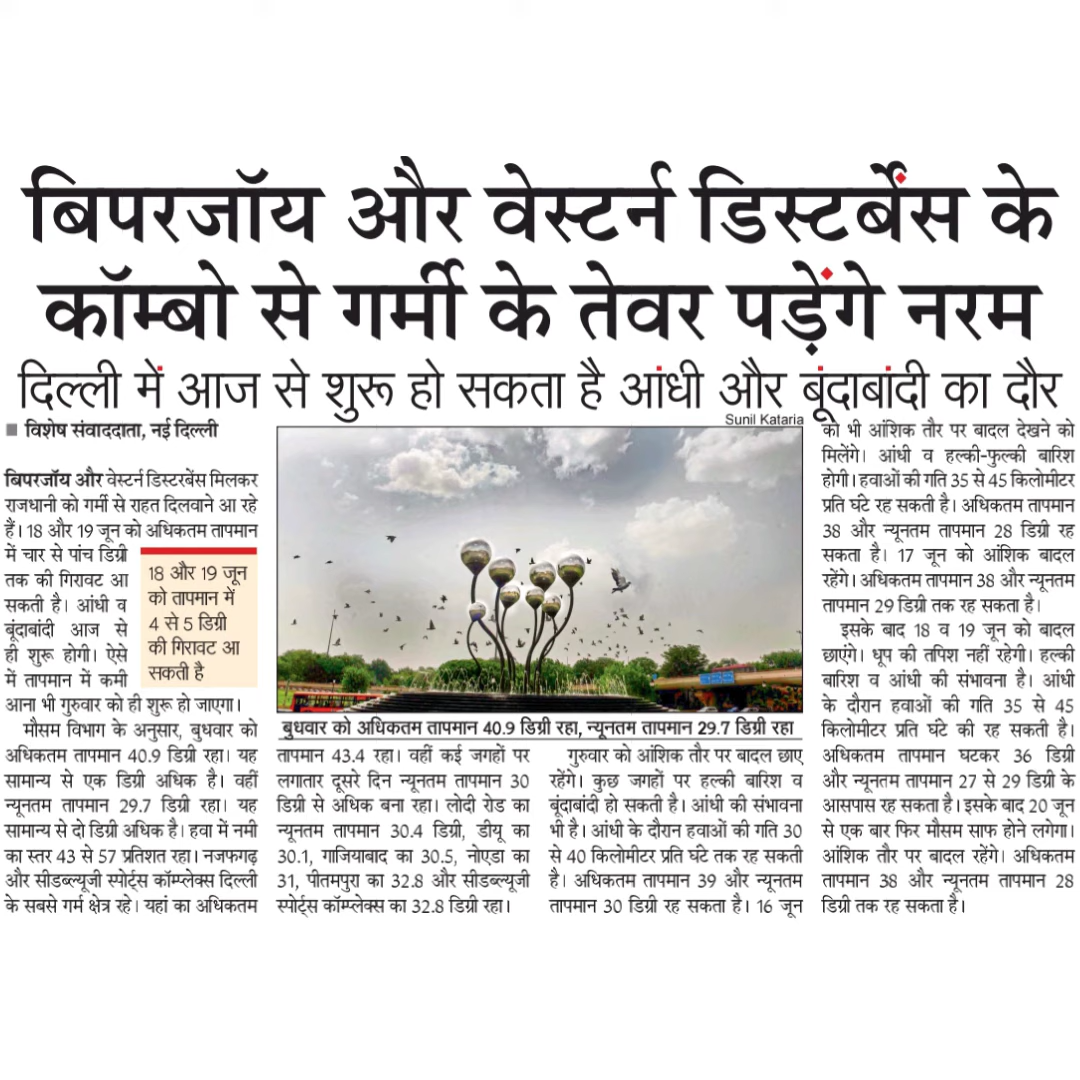 बिपरजॉय और वेस्टर्न डिस्टर्बेंस के
कॉम्बो से गर्मी के तेवर पड़ेंगे नरम
दिल्ली में आज से शुरू हो सकता है आंधी और बूंदाबांदी का दौर
■ विशेष संवाददाता, नई दिल्ली
बिपरजॉय और वेस्टर्न डिस्टरबेंस मिलकर
राजधानी को गर्मी से राहत दिलवाने आ रहे
हैं। 18 और 19 जून को अधिकतम तापमान
में चार से पांच डिग्री
तक की गिरावट आ
सकती है। आंधी व
बूंदाबांदी आज से
ही शुरू होगी। ऐसे
में तापमान में कमी
आना भी गुरुवार को ही शुरू हो जाएगा।
18 और 19 जून
को तापमान में
4 से 5 डिग्री
की गिरावट आ
सकती है
मौसम विभाग के अनुसार, बुधवार को
अधिकतम तापमान 40.9 डिग्री रहा। यह
सामान्य से एक डिग्री अधिक है। वहीं
न्यूनतम तापमान 29.7 डिग्री रहा। यह
सामान्य से दो डिग्री अधिक है। हवा में नमी
का स्तर 43 से 57 प्रतिशत रहा। नजफगढ़
और सीडब्ल्यूजी स्पोर्ट्स कॉम्प्लेक्स दिल्ली
के सबसे गर्म क्षेत्र रहे। यहां का अधिकतम
Sunil Kataria
बुधवार को अधिकतम तापमान 40.9 डिग्री रहा, न्यूनतम तापमान 29.7 डिग्री रहा
तापमान 43.4 रहा। वहीं कई जगहों पर
लगातार दूसरे दिन न्यूनतम तापमान 30
डिग्री से अधिक बना रहा। लोदी रोड का
न्यूनतम तापमान 30.4 डिग्री, डीयू का
30.1, गाजियाबाद का 30.5, नोएडा का
31, पीतमपुरा का 32.8 और सीडब्ल्यूजी
स्पोर्ट्स कॉम्प्लेक्स का 32.8 डिग्री रहा।
गुरुवार को आंशिक तौर पर बादल छाए
रहेंगे। कुछ जगहों पर हल्की बारिश व
बूंदाबांदी हो सकती है। आंधी की संभावना
भी है। आंधी के दौरान हवाओं की गति 30
से 40 किलोमीटर प्रति घंटे तक रह सकती
है। अधिकतम तापमान 39 और न्यूनतम
तापमान 30 डिग्री रह सकता है। 16 जून
को भी आंशिक तौर पर बादल देखने को
मिलेंगे। आंधी व हल्की-फुल्की बारिश
होगी। हवाओं की गति 35 से 45 किलोमीटर
प्रति घंटे रह सकती है। अधिकतम तापमान
38 और न्यूनतम तापमान 28 डिग्री रह
सकता है। 17 जून को आंशिक बादल
रहेंगे। अधिकतम तापमान 38 और न्यूनतम
तापमान 29 डिग्री तक रह सकता है।
इसके बाद 18 व 19 जून को बादल
छाएंगे। धूप की तपिश नहीं रहेगी। हल्की
बारिश व आंधी की संभावना है। आंधी
के दौरान हवाओं की गति 35 से 45
किलोमीटर प्रति घंटे की रह सकती है।
अधिकतम तापमान घटकर 36 डिग्री
और न्यूनतम तापमान 27 से 29 डिग्री के
आसपास रह सकता है। इसके बाद 20 जून
से एक बार फिर मौसम साफ होने लगेगा।
आंशिक तौर पर बादल रहेंगे। अधिकतम
तापमान 38 और न्यूनतम तापमान 28
डिग्री तक रह सकता है।